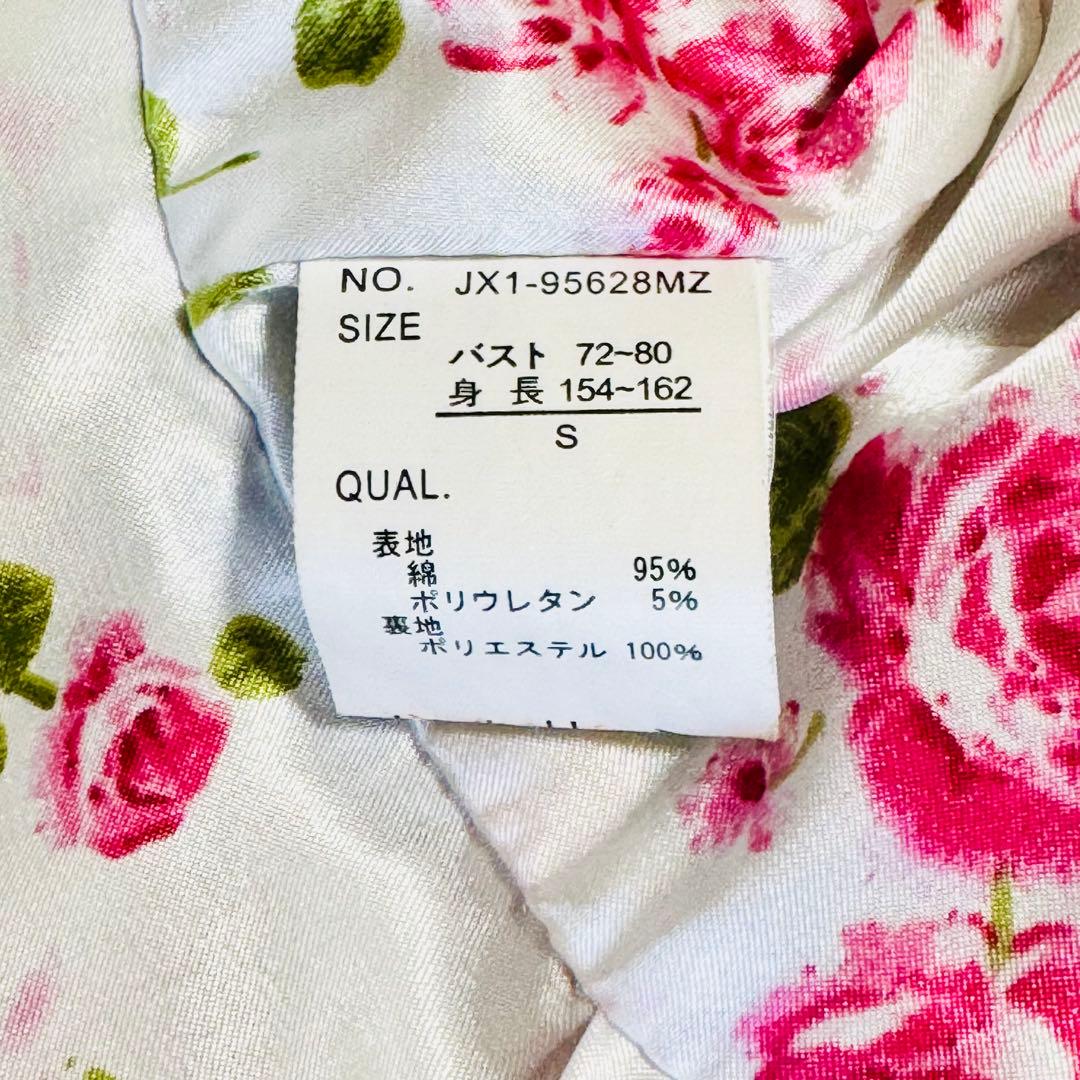 NO. JX1-95628MZ
SIZE
バスト 72~80
身 長 154~162
S
QUAL.
表地
綿 95%
ポリウレタン 5%
裏地
ポリエステル 100%